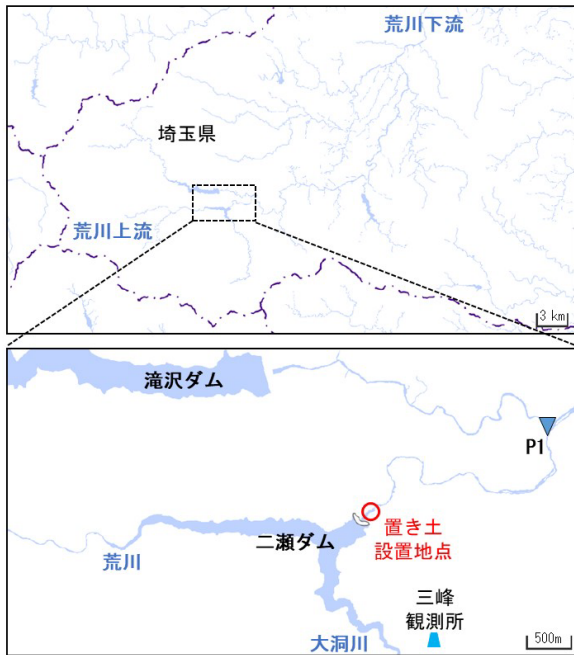 荒川下流
埼玉県
荒川上流
3 km
滝沢ダム
P1
置き土
設置地点
二瀬ダム
荒川
三峰
観測所
大洞川
500m